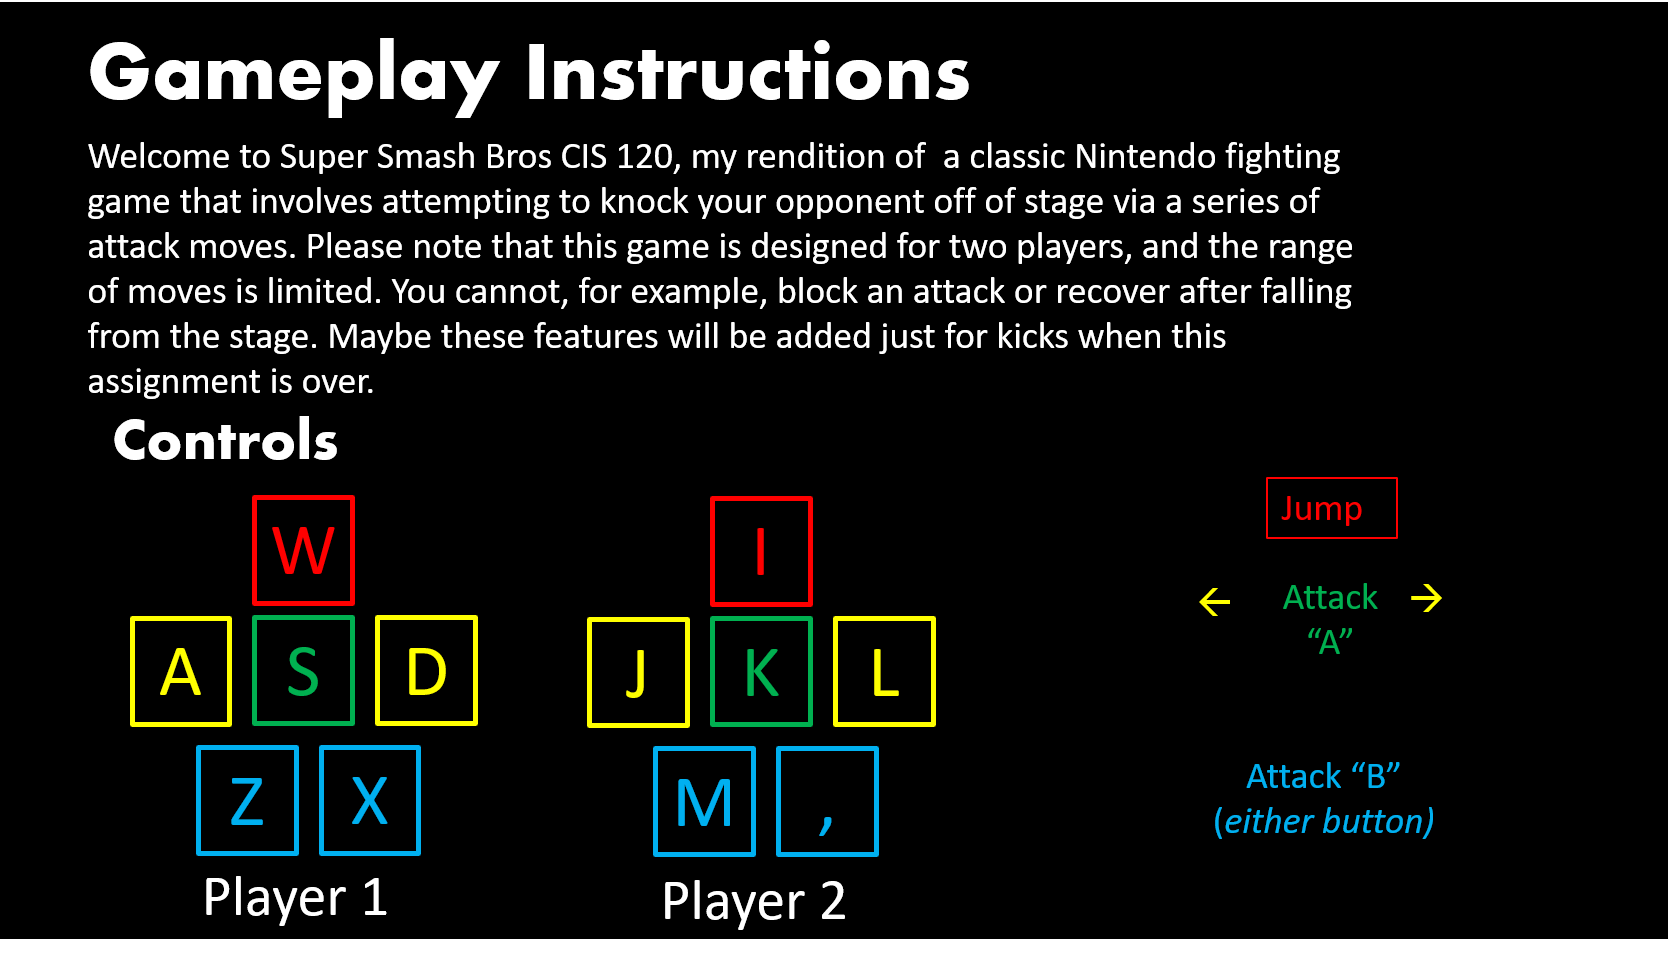 Gameplay Instructions
Welcome to Super Smash Bros CIS 120, my rendition of  a classic Nintendo fighting
game that involves attempting to knock your opponent off of stage via a series of
attack moves. Please note that this game is designed for two players, and the range
of moves is limited. You cannot, for example, block an attack or recover after falling
from the stage. Maybe these features will be added just for kicks when this
assignment is over.
Controls
W
A S D
Z X
Player 1
I
J K L
M ,
Player 2
Jump
← Attack →
“A”
Attack “B”
(either button)